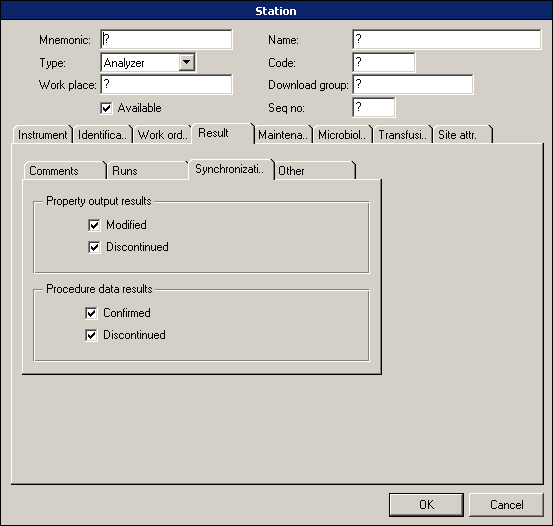 Station
Mnemonic: ? Name: ?
Type: Analyzer Code: ?
Work place: ? Download group: ?
Available Seq no: ?
Instrument Identifica.. Work ord.. Result Maintena.. Microbiol.. Transfusi.. Site attr.
Comments Runs Synchronizati.. Other
Property output results
Modified
Discontinued
Procedure data results
Confirmed
Discontinued
OK Cancel